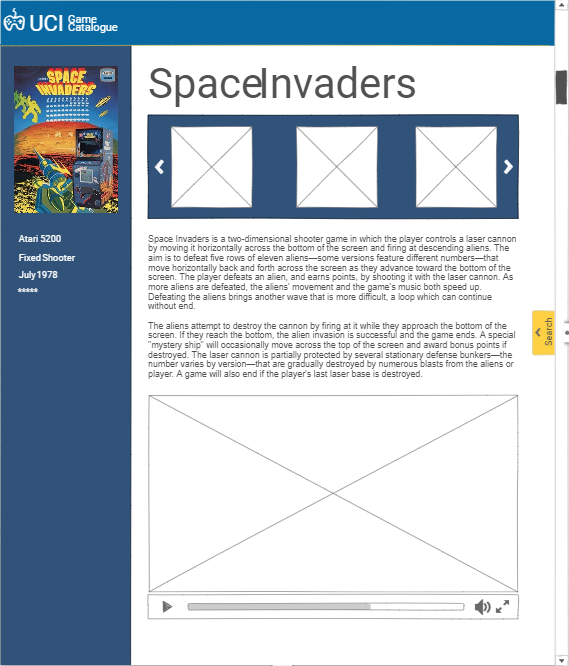 UCI Game
Catalogue
SPACE
INVADERS
SpaceInvaders
Atari 5200
Fixed Shooter
July 1978
*****
Space Invaders is a two-dimensional shooter game in which the player controls a laser cannon
by moving it horizontally across the bottom of the screen and firing at descending aliens. The
aim is to defeat five rows of eleven aliens—some versions feature different numbers—that
move horizontally back and forth across the screen as they advance toward the bottom of the
screen. The player defeats an alien, and earns points, by shooting it with the laser cannon. As
more aliens are defeated, the aliens' movement and the game's music both speed up.
Defeating the aliens brings another wave that is more difficult, a loop which can continue
without end.
The aliens attempt to destroy the cannon by firing at it while they approach the bottom of the
screen. If they reach the bottom, the alien invasion is successful and the game ends. A special
"mystery ship" will occasionally move across the top of the screen and award bonus points if
destroyed. The laser cannon is partially protected by several stationary defense bunkers—the
number varies by version—that are gradually destroyed by numerous blasts from the aliens or
player. A game will also end if the player's last laser base is destroyed.
Search